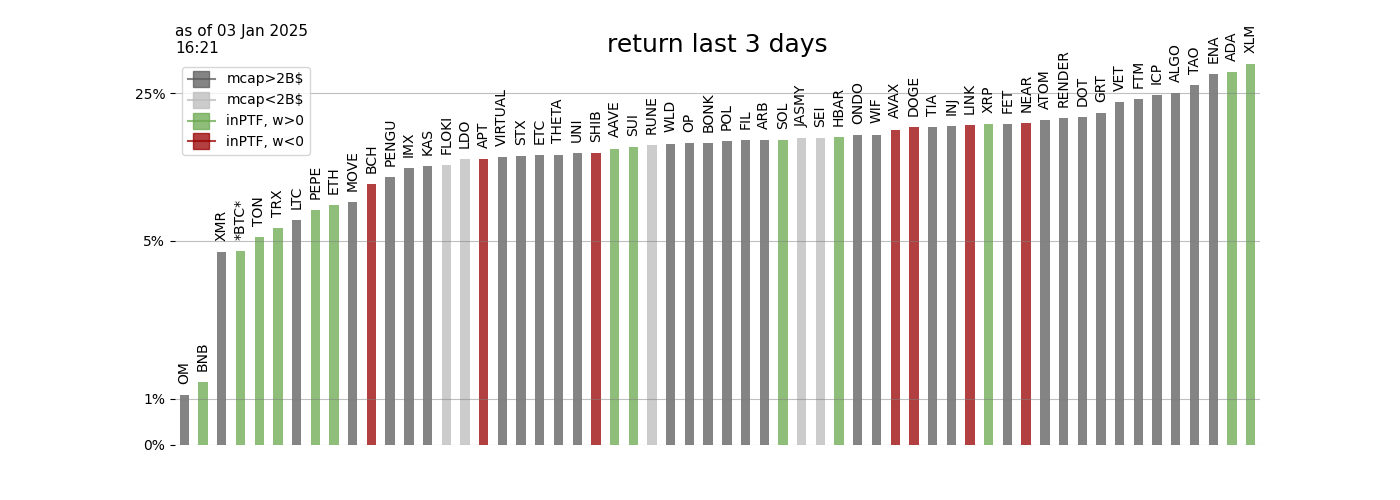 as of 03 Jan 2025
16:21
return last 3 days
mcap>2B$
mcap<2B$
inPTF, w>0
inPTF, w<0
25%
5%
1%
0%
OM
BNB
XMR
*BTC*
TON
TRX
LTC
PEPE
ETH
MOVE
BCH
PENGU
IMX
KAS
FLOKI
LDO
APT
VIRTUAL
STX
ETC
THETA
UNI
SHIB
AAVE
SUI
RUNE
WLD
OP
BONK
POL
FIL
ARB
SOL
JASMY
SEI
HBAR
ONDO
WIF
AVAX
DOGE
TIA
INJ
LINK
XRP
FET
NEAR
ATOM
RENDER
DOT
GRT
VET
FTM
ICP
ALGO
TAO
ENA
ADA
XLM